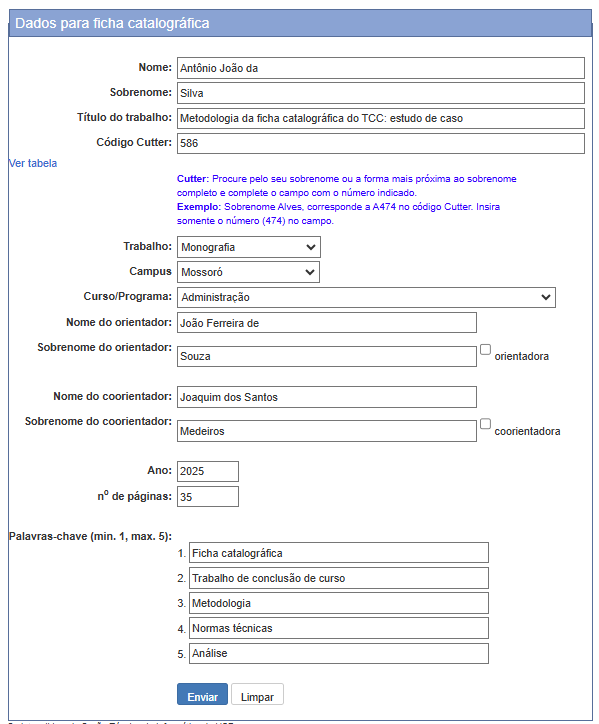 Dados para ficha catalográfica
Nome: Antônio João da
Sobrenome: Silva
Título do trabalho: Metodologia da ficha catalográfica do TCC: estudo de caso
Código Cutter: 586
Ver tabela
Cutter: Procure pelo seu sobrenome ou a forma mais próxima ao sobrenome
completo e complete o campo com o número indicado.
Exemplo: Sobrenome Alves, corresponde a A474 no código Cutter. Insira
somente o número (474) no campo.
Trabalho: Monografia
Campus Mossoró
Curso/Programa: Administração
Nome do orientador: João Ferreira de
Sobrenome do orientador: Souza orientadora
Nome do coorientador: Joaquim dos Santos
Sobrenome do coorientador: Medeiros coorientadora
Ano: 2025
nº de páginas: 35
Palavras-chave (min. 1, max. 5):
1. Ficha catalográfica
2. Trabalho de conclusão de curso
3. Metodologia
4. Normas técnicas
5. Análise
Enviar Limpar